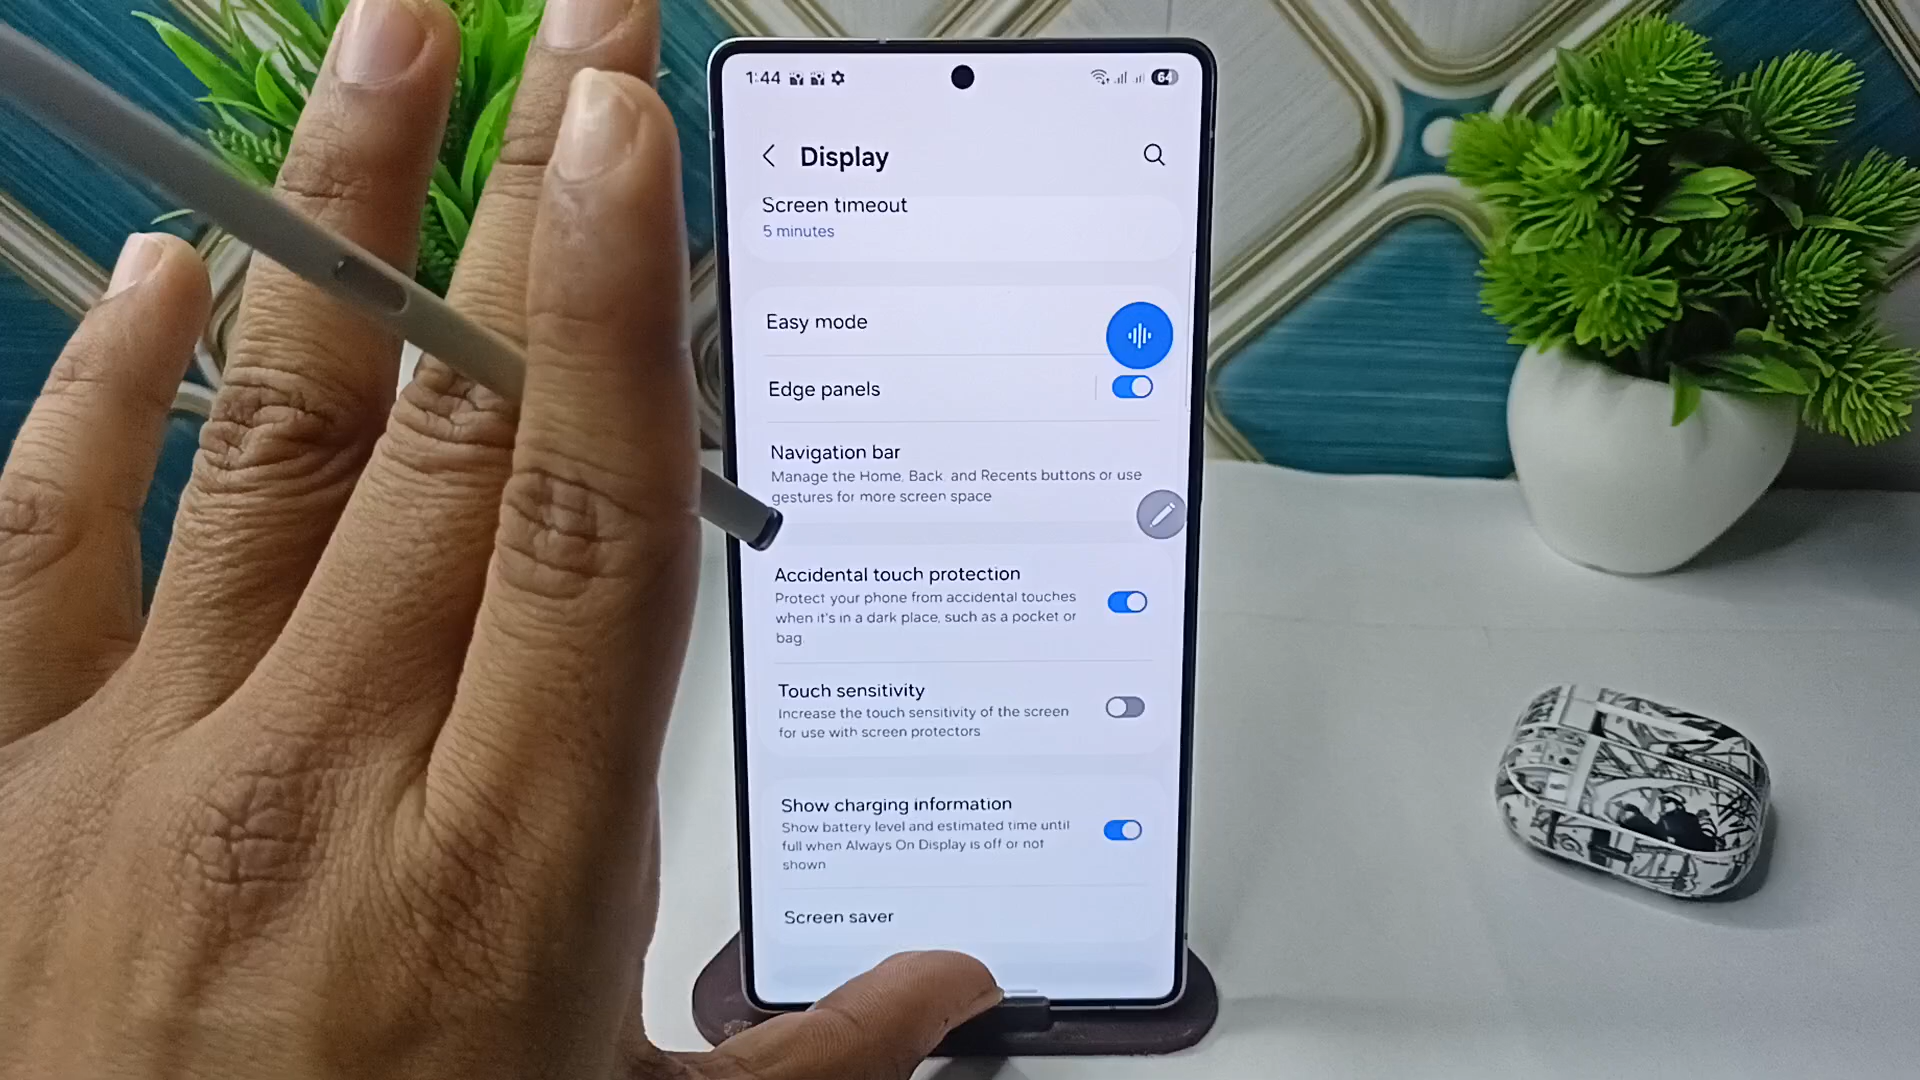 1:44
64
Display
Screen timeout
5 minutes
Easy mode
Edge panels
Navigation bar
Manage the Home, Back, and Recents buttons or use
gestures for more screen space
Accidental touch protection
Protect your phone from accidental touches
when it's in a dark place, such as a pocket or
bag.
Touch sensitivity
Increase the touch sensitivity of the screen
for use with screen protectors
Show charging information
Show battery level and estimated time until
full when Always On Display is off or not
shown
Screen saver